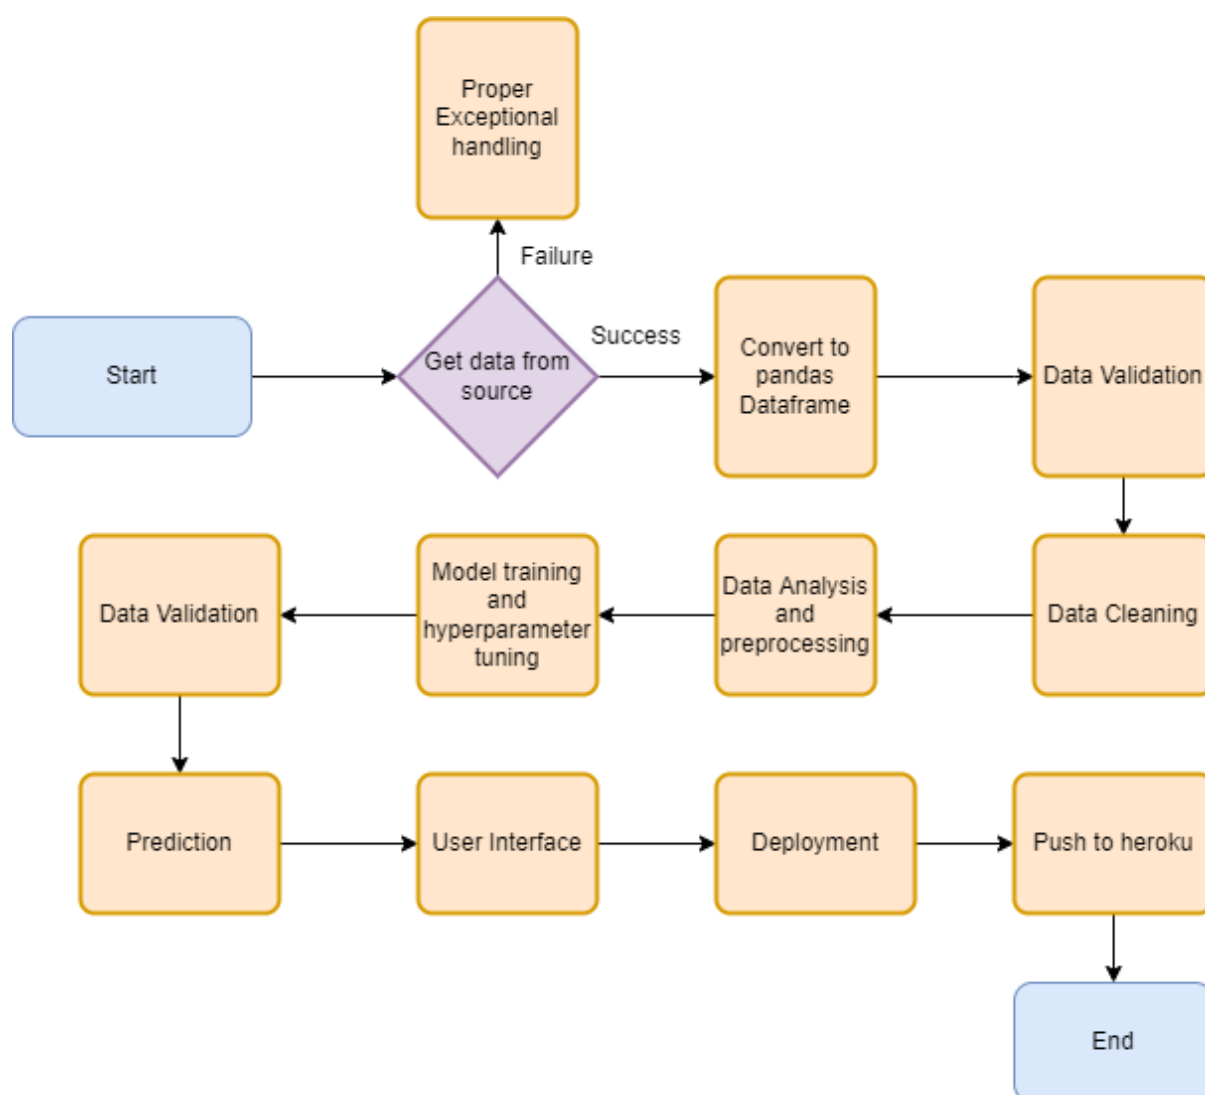 Proper
Exceptional
handling
Failure
Start
Get data from
source
Success
Convert to
pandas
Dataframe
Data Validation
Data Validation
Model training
and
hyperparameter
tuning
Data Analysis
and
preprocessing
Data Cleaning
Prediction
User Interface
Deployment
Push to heroku
End